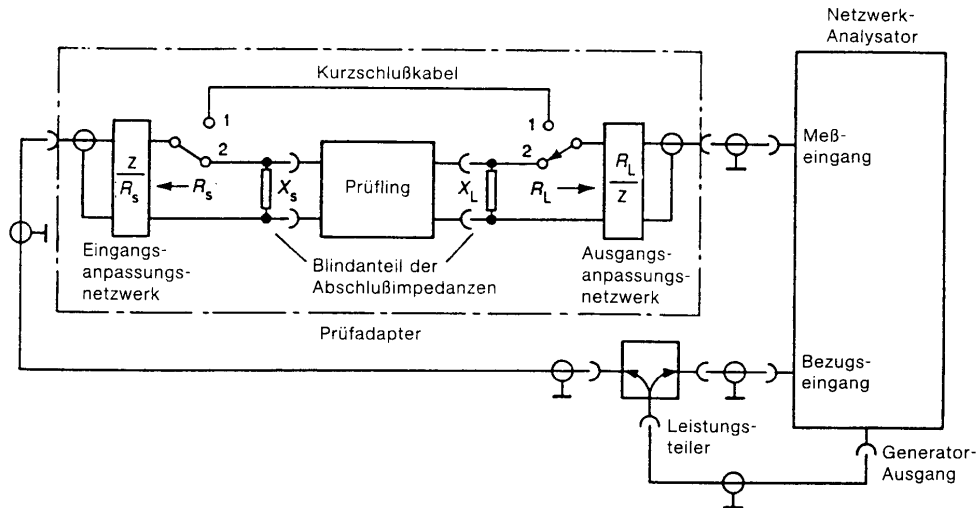 Netzwerk-
Analysator
Kurzschlußkabel
1
1
2
2
Meß-
eingang
Z
R_s
R_s
X_s
Prüfling
X_L
R_L
R_L
Z
Eingangs-
anpassungs-
netzwerk
Blindanteil der
Abschlußimpedanzen
Ausgangs-
anpassungs-
netzwerk
Prüfadapter
Bezugs-
eingang
Leistungs-
teiler
Generator-
Ausgang